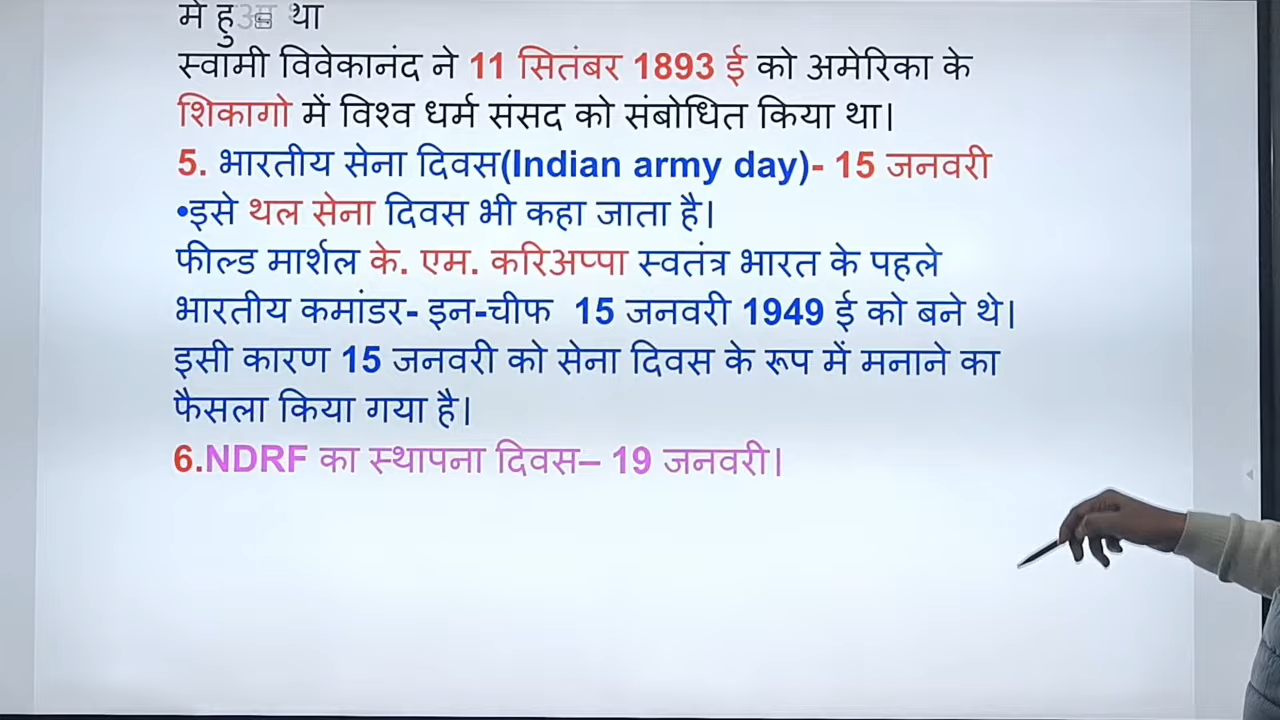 में हुआ था
स्वामी विवेकानंद ने 11 सितंबर 1893 ई को अमेरिका के
शिकागो में विश्व धर्म संसद को संबोधित किया था।
5. भारतीय सेना दिवस(Indian army day)- 15 जनवरी
•इसे थल सेना दिवस भी कहा जाता है।
फील्ड मार्शल के. एम. करिअप्पा स्वतंत्र भारत के पहले
भारतीय कमांडर- इन-चीफ 15 जनवरी 1949 ई को बने थे।
इसी कारण 15 जनवरी को सेना दिवस के रूप में मनाने का
फैसला किया गया है।
6.NDRF का स्थापना दिवस– 19 जनवरी।